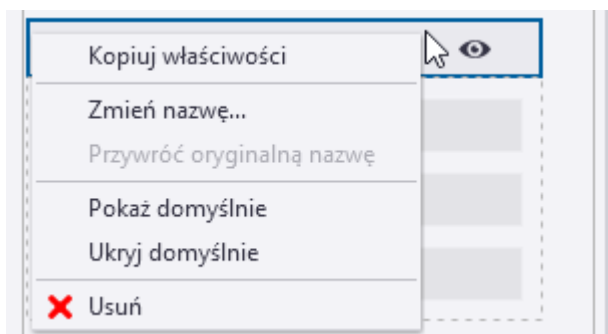 Kopiuj właściwości
Zmień nazwę...
Przywróć oryginalną nazwę
Pokaż domyślnie
Ukryj domyślnie
Usuń